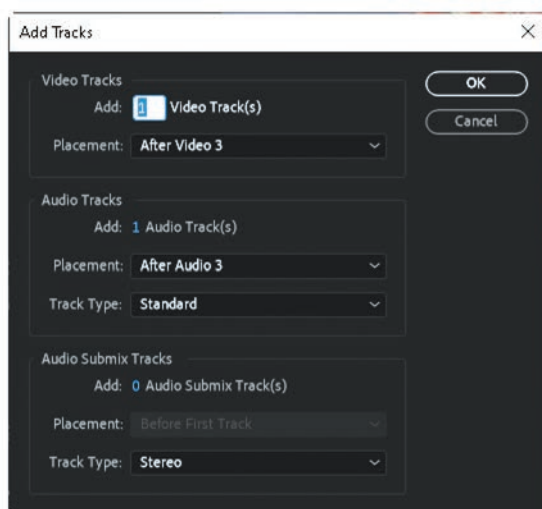 Add Tracks
Video Tracks
Add: 1 Video Track(s)
Placement: After Video 3
OK
Cancel
Audio Tracks
Add: 1 Audio Track(s)
Placement: After Audio 3
Track Type: Standard
Audio Submix Tracks
Add: 0 Audio Submix Track(s)
Placement: Before First Track
Track Type: Stereo